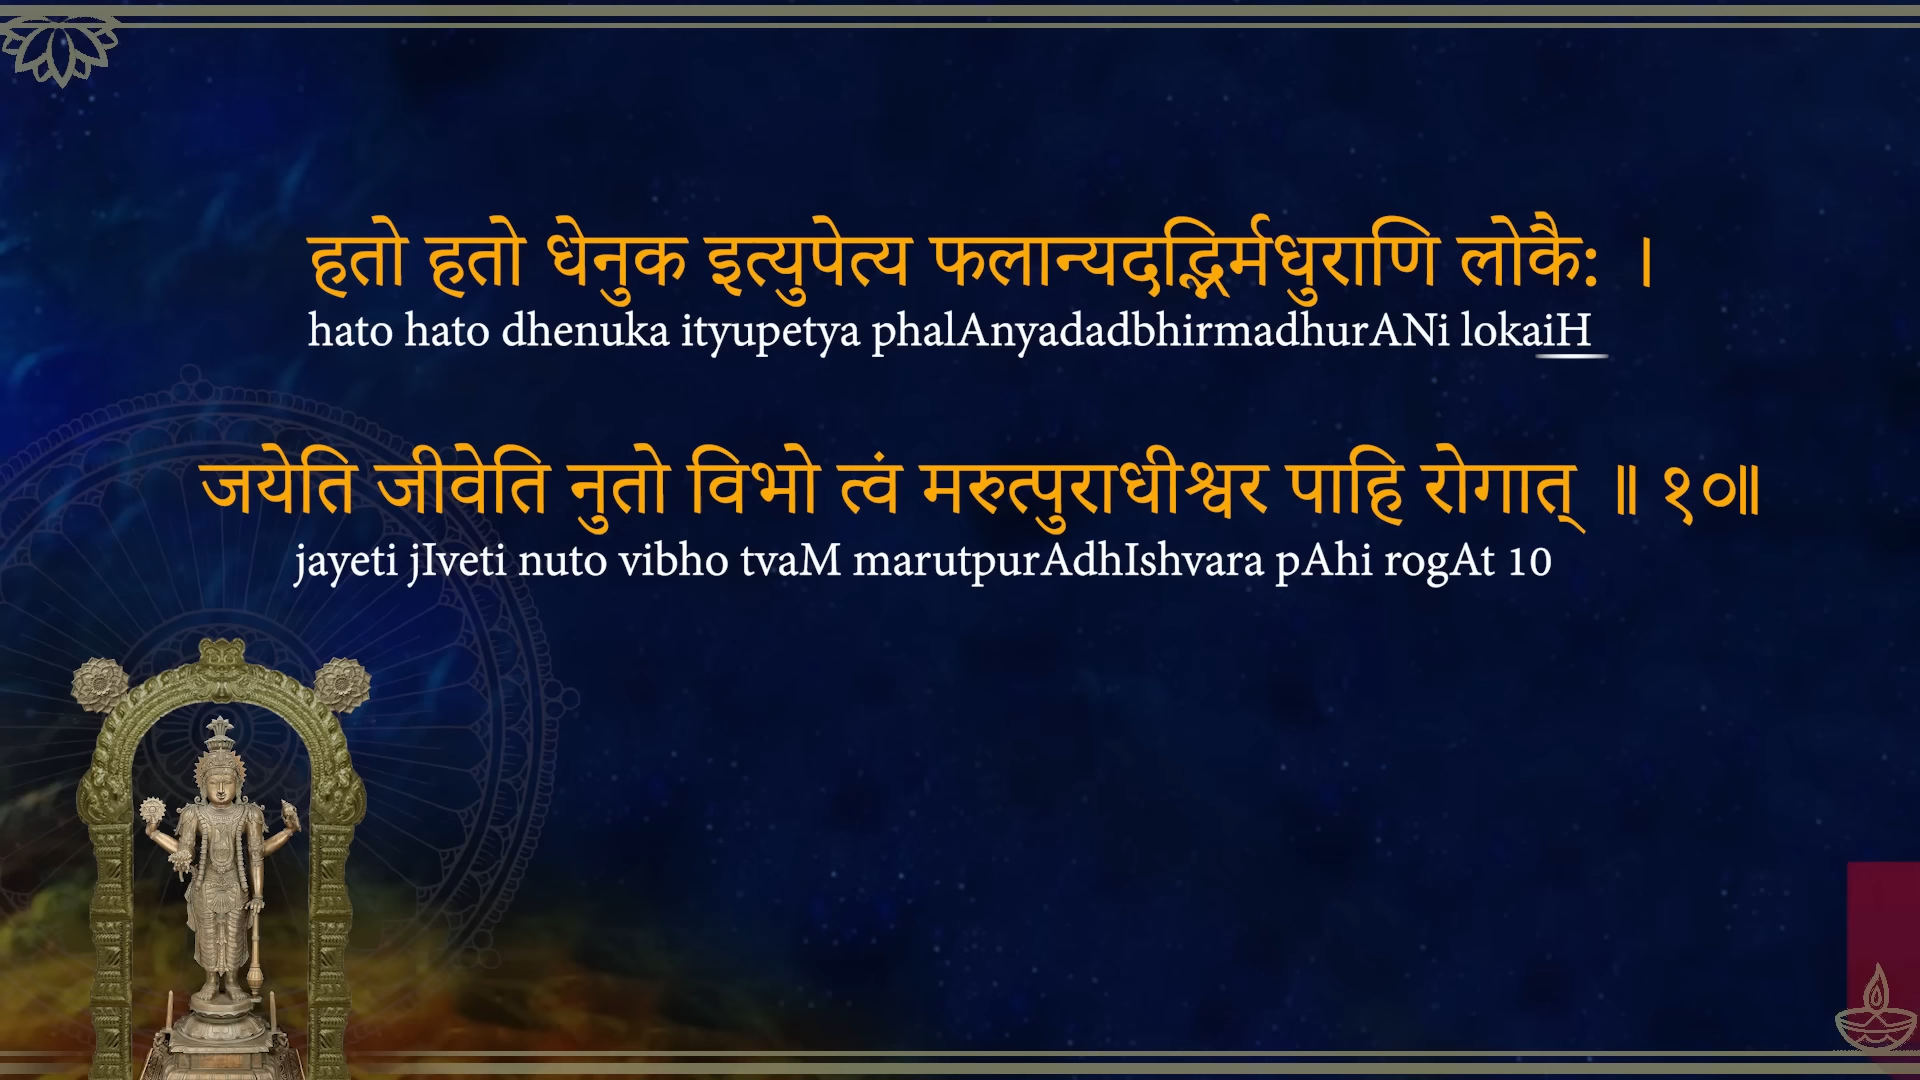 हतो हतो धेनुक इत्युपेत्य फलान्यदद्भिर्मधुराणि लोकै: ।
hato hato dhenuka ityupetya phalAnyadadbhirmadhurANi lokaiH
जयेति जीवेति नुतो विभो त्वं मरुत्पुराधीश्वर पाहि रोगात् ॥ १०॥
jayeti jIveti nuto vibho tvaM marutpurAdhIshvara pAhi rogAt 10